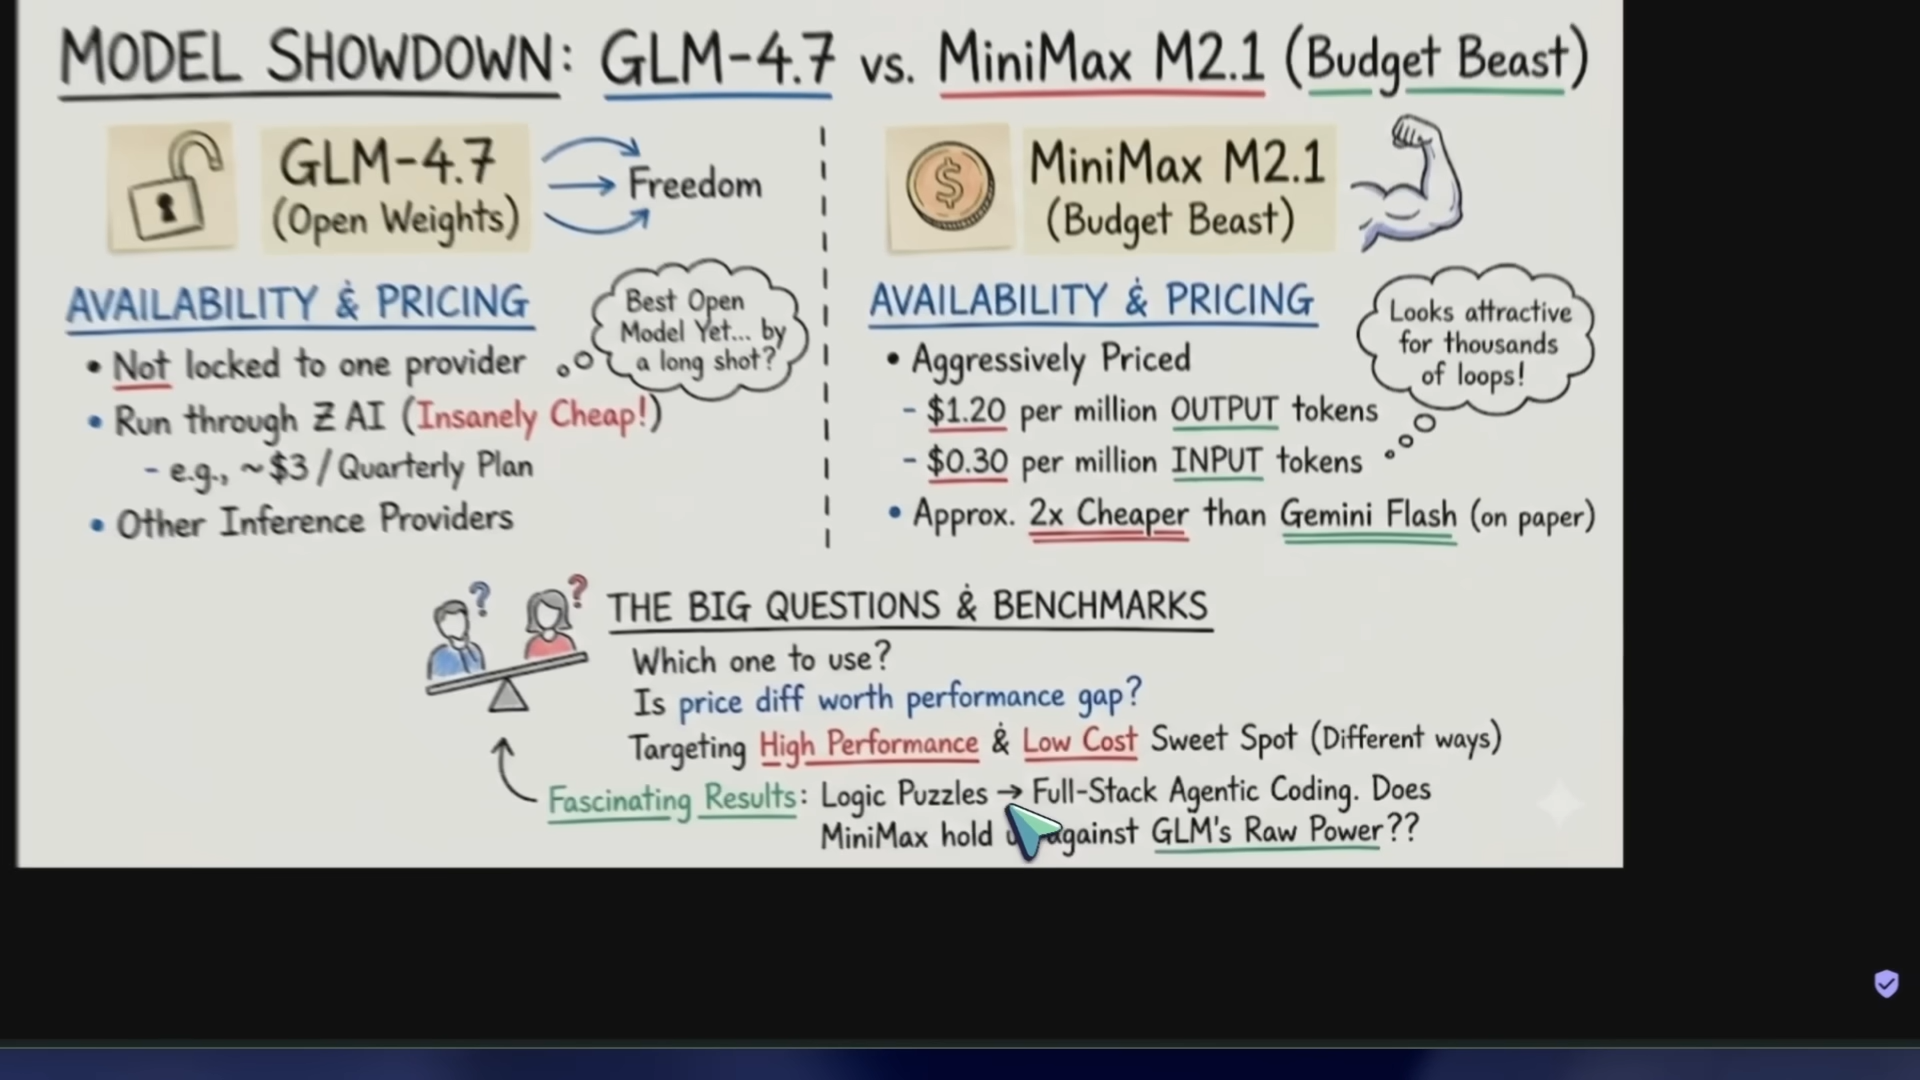 MODEL SHOWDOWN: GLM-4.7 vs. MiniMax M2.1 (Budget Beast)
GLM-4.7
(Open Weights)
Freedom
AVAILABILITY & PRICING
Best Open
Model Yet... by
a long shot?
• Not locked to one provider
• Run through Z AI (Insanely Cheap!)
- e.g., ~$3 / Quarterly Plan
• Other Inference Providers
$
MiniMax M2.1
(Budget Beast)
AVAILABILITY & PRICING
Looks attractive
for thousands
of loops!
• Aggressively Priced
- $1.20 per million OUTPUT tokens
- $0.30 per million INPUT tokens
• Approx. 2x Cheaper than Gemini Flash (on paper)
? ?
THE BIG QUESTIONS & BENCHMARKS
Which one to use?
Is price diff worth performance gap?
Targeting High Performance & Low Cost Sweet Spot (Different ways)
Fascinating Results: Logic Puzzles → Full-Stack Agentic Coding. Does
MiniMax hold against GLM's Raw Power??